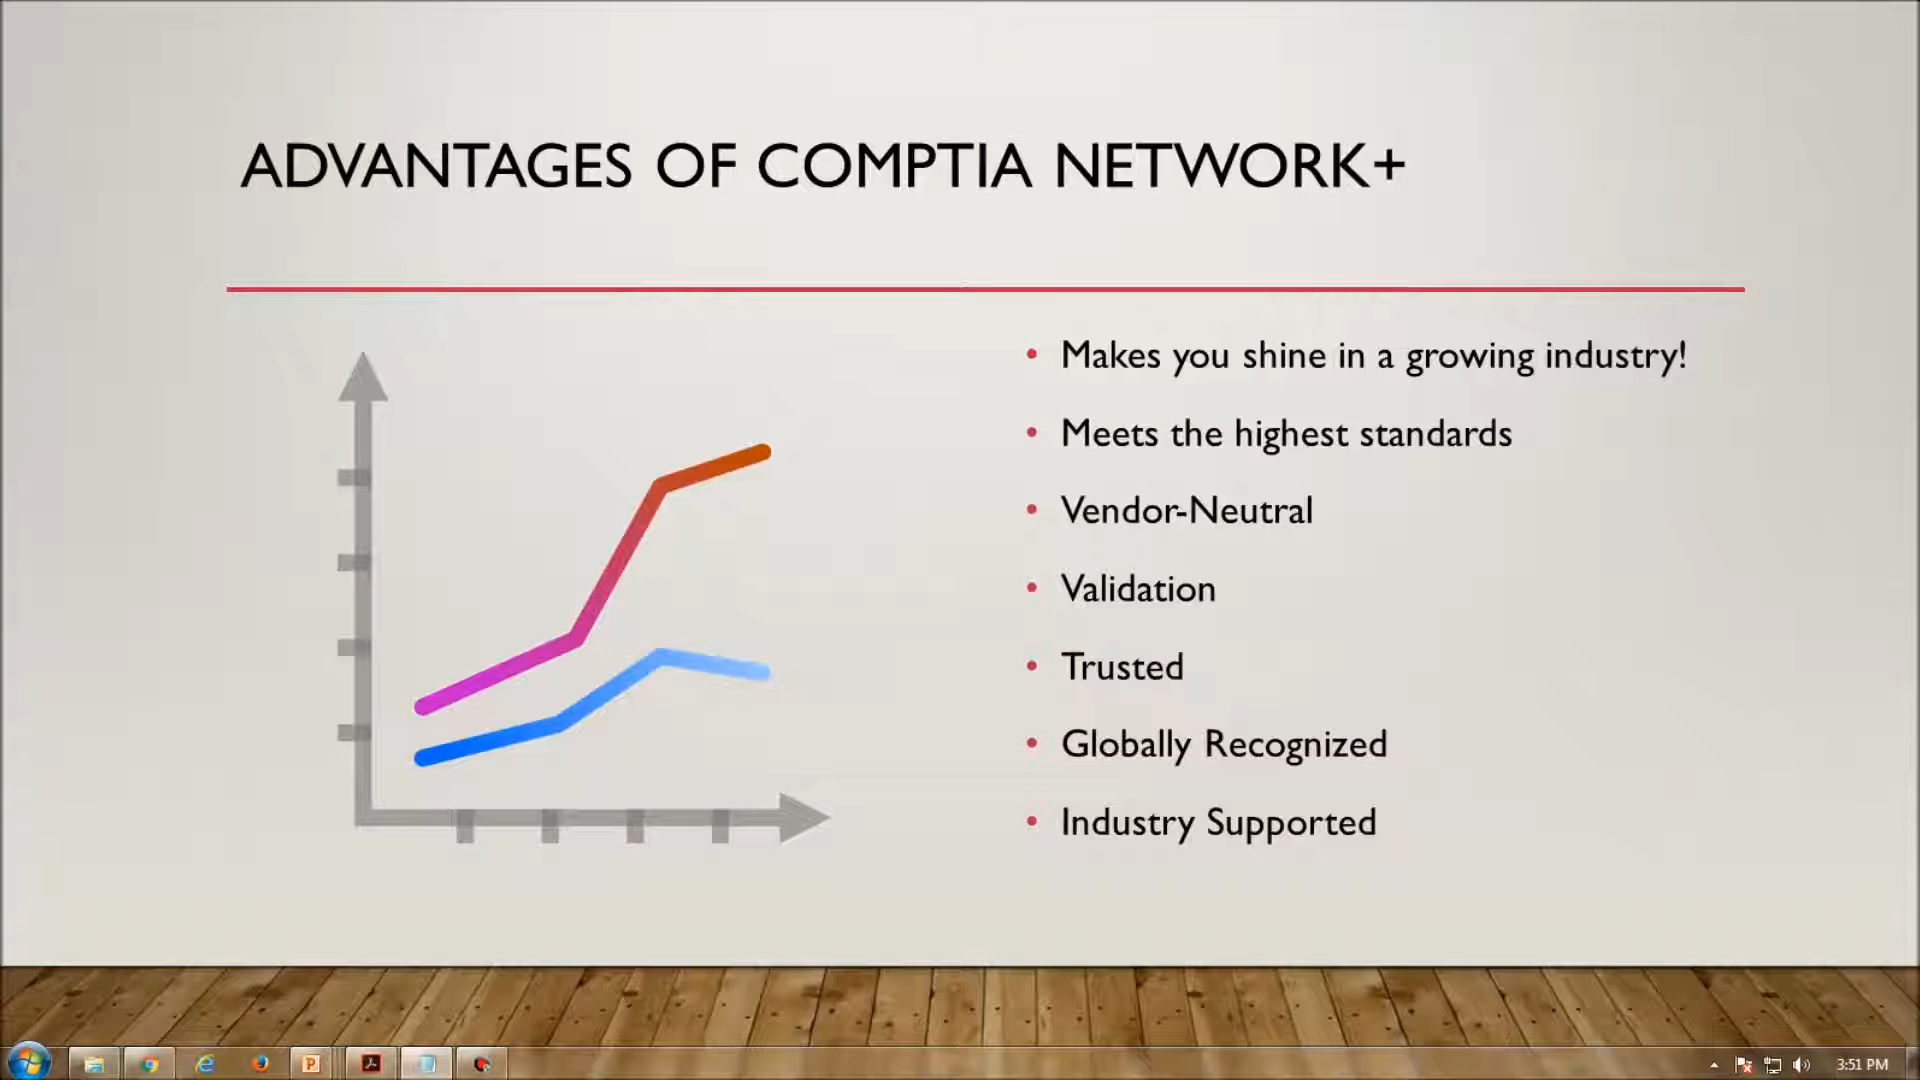 ADVANTAGES OF COMPTIA NETWORK+
• Makes you shine in a growing industry!
• Meets the highest standards
• Vendor-Neutral
• Validation
• Trusted
• Globally Recognized
• Industry Supported
3:51 PM